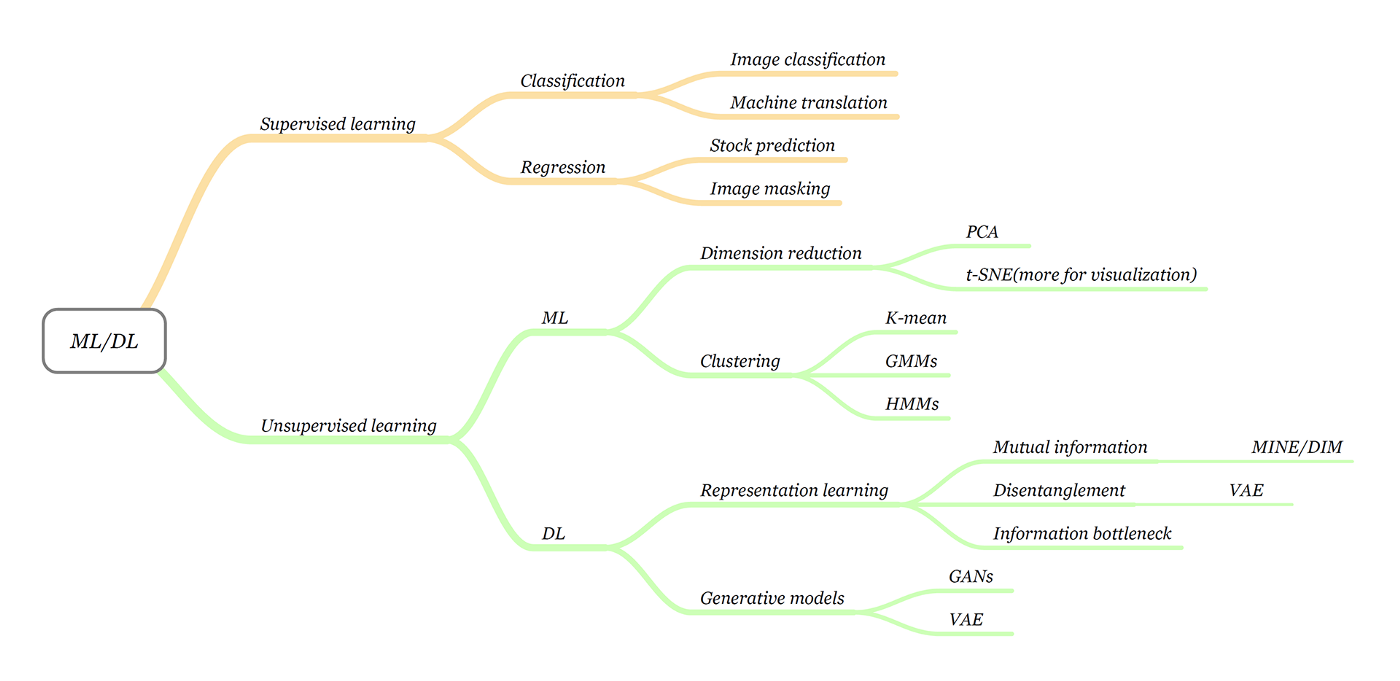 ML/DL
Supervised learning
Classification
Image classification
Machine translation
Regression
Stock prediction
Image masking
Unsupervised learning
ML
Dimension reduction
PCA
t-SNE(more for visualization)
Clustering
K-mean
GMMs
HMMs
DL
Representation learning
Mutual information
MINE/DIM
Disentanglement
VAE
Information bottleneck
Generative models
GANs
VAE